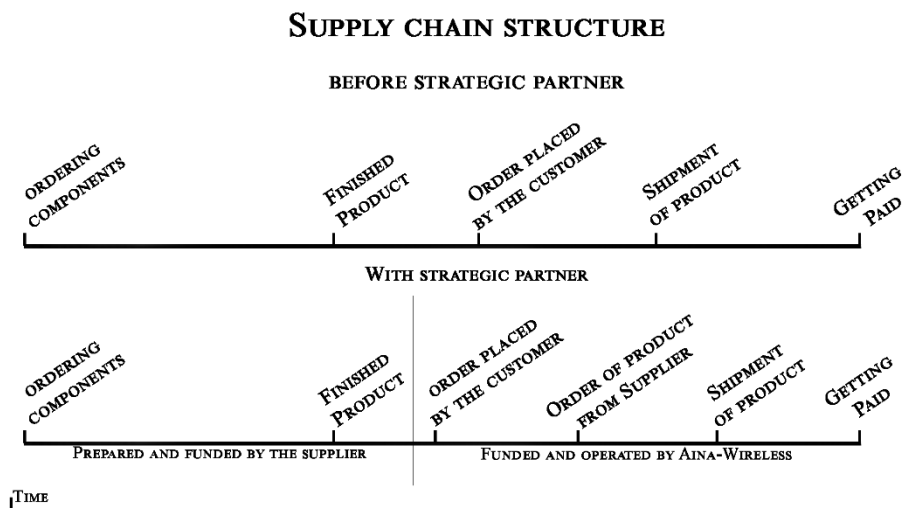 Supply chain structure
before strategic partner
ordering
components
Finished
Product
Order placed
by the customer
Shipment
of product
Getting
Paid
With strategic partner
ordering
components
Finished
Product
order placed
by the customer
Order of product
from Supplier
Shipment
of product
Getting
Paid
Prepared and funded by the supplier
Funded and operated by Aina-Wireless
Time